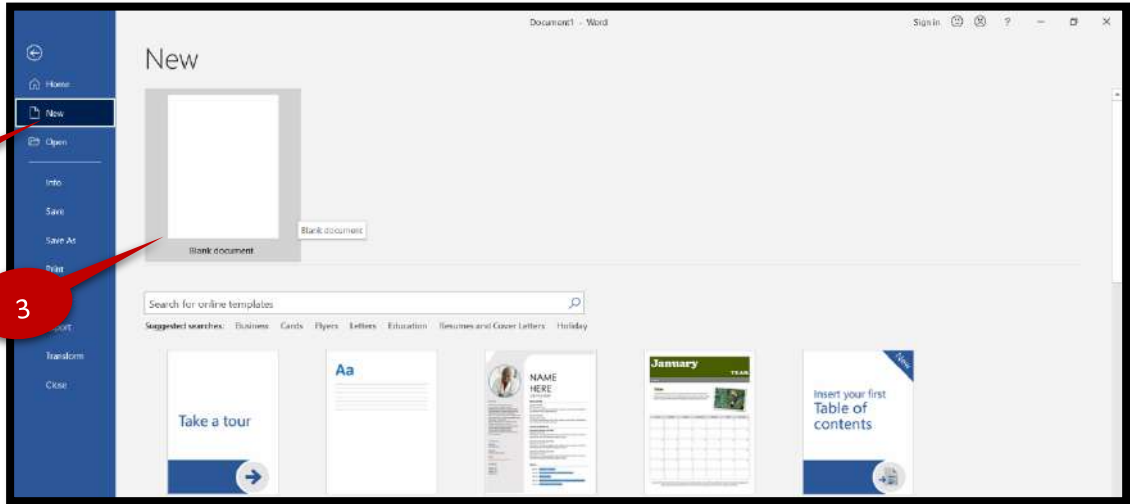 Document1 - Word
Sign in
?
New
Home
New
Open
Info
Save
Save As
Print
Transform
Close
3
Blank document
Blank document
Search for online templates
Suggested searches: Business Cards Flyers Letters Education Resumes and Cover Letters Holiday
Take a tour
Aa
NAME
HERE
January
YEAR
New
Insert your first
Table of
contents